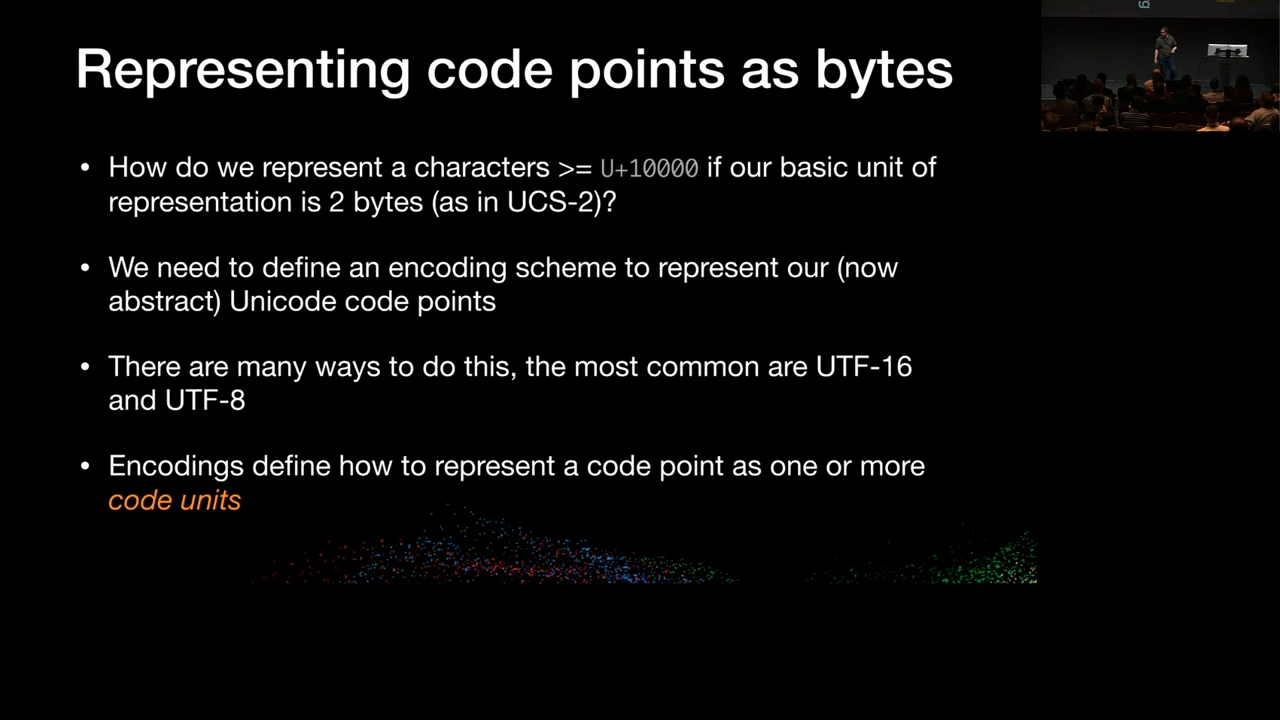 Representing code points as bytes
• How do we represent a characters >= U+10000 if our basic unit of
representation is 2 bytes (as in UCS-2)?
• We need to define an encoding scheme to represent our (now
abstract) Unicode code points
• There are many ways to do this, the most common are UTF-16
and UTF-8
• Encodings define how to represent a code point as one or more
code units